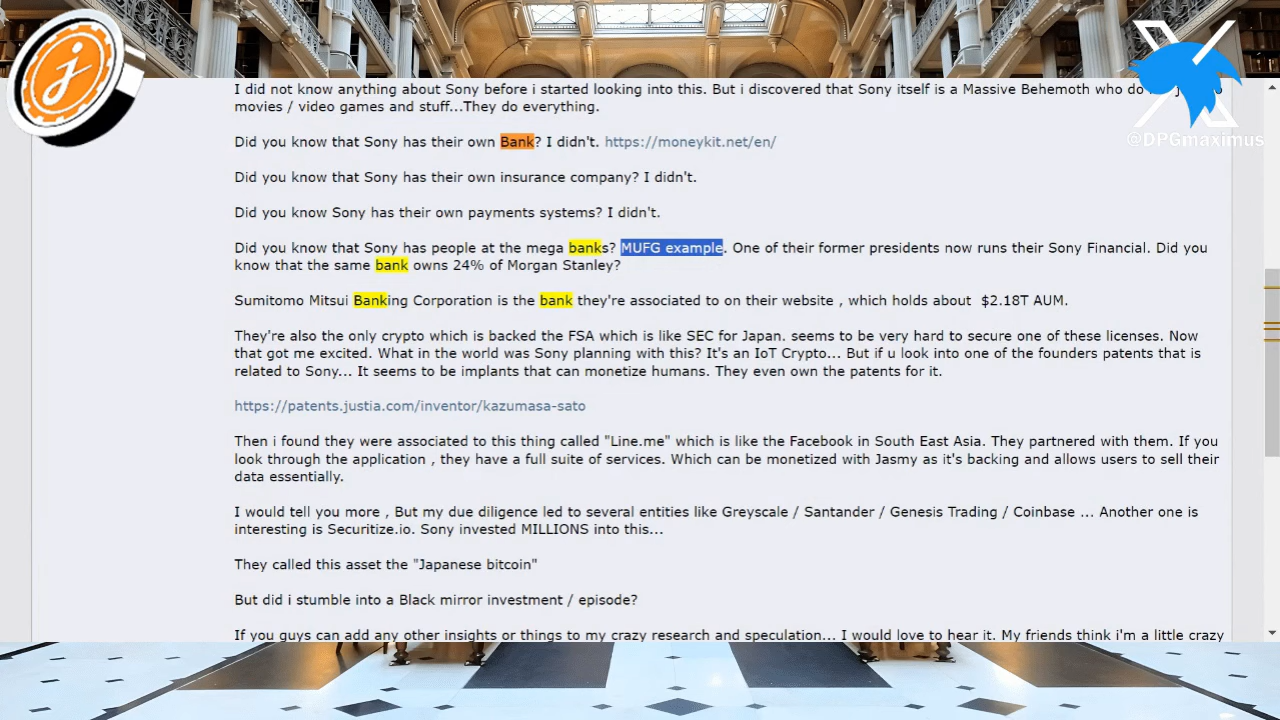 I did not know anything about Sony before i started looking into this. But i discovered that Sony itself is a Massive Behemoth who do
movies / video games and stuff...They do everything.
@DPGmaximus
Did you know that Sony has their own Bank? I didn't. https://moneykit.net/en/
Did you know that Sony has their own insurance company? I didn't.
Did you know Sony has their own payments systems? I didn't.
Did you know that Sony has people at the mega banks? MUFG example. One of their former presidents now runs their Sony Financial. Did you
know that the same bank owns 24% of Morgan Stanley?
Sumitomo Mitsui Banking Corporation is the bank they're associated to on their website , which holds about  $2.18T AUM.
They're also the only crypto which is backed the FSA which is like SEC for Japan. seems to be very hard to secure one of these licenses. Now
that got me excited. What in the world was Sony planning with this? It's an IoT Crypto... But if u look into one of the founders patents that is
related to Sony... It seems to be implants that can monetize humans. They even own the patents for it.
https://patents.justia.com/inventor/kazumasa-sato
Then i found they were associated to this thing called "Line.me" which is like the Facebook in South East Asia. They partnered with them. If you
look through the application , they have a full suite of services. Which can be monetized with Jasmy as it's backing and allows users to sell their
data essentially.
I would tell you more , But my due diligence led to several entities like Greyscale / Santander / Genesis Trading / Coinbase ... Another one is
interesting is Securitize.io. Sony invested MILLIONS into this...
They called this asset the "Japanese bitcoin"
But did i stumble into a Black mirror investment / episode?
If you guys can add any other insights or things to my crazy research and speculation... I would love to hear it. My friends think i'm a little crazy